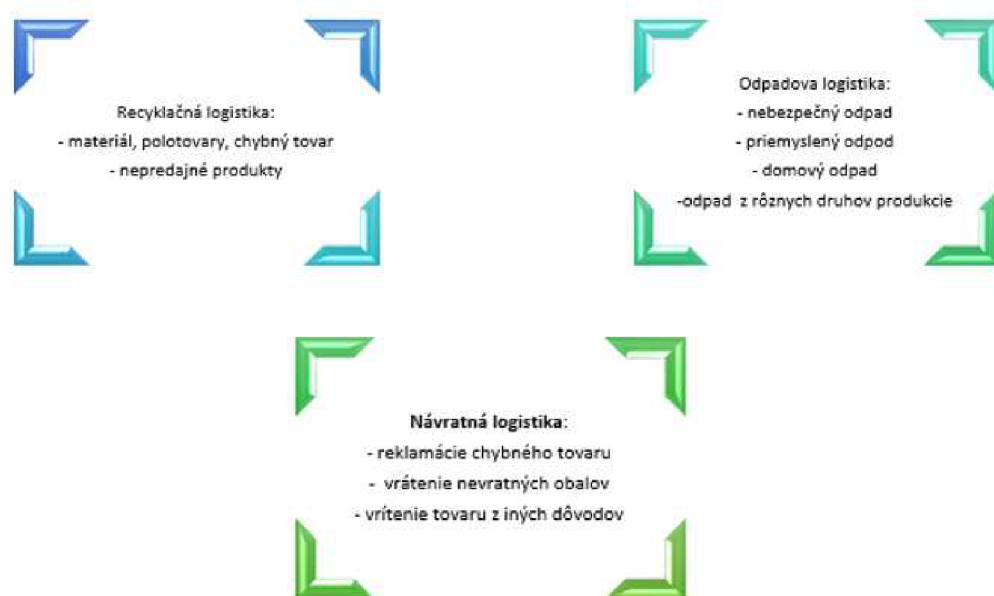 Recyklačná logistika:
- materiál, polotovary, chybný tovar
- nepredajné produkty
Odpadova logistika:
- nebezpečný odpad
- priemyslený odpod
- domový odpad
-odpad z rôznych druhov produkcie
Návratná logistika:
- reklamácie chybného tovaru
- vrátenie nevratných obalov
- vrítenie tovaru z iných dôvodov